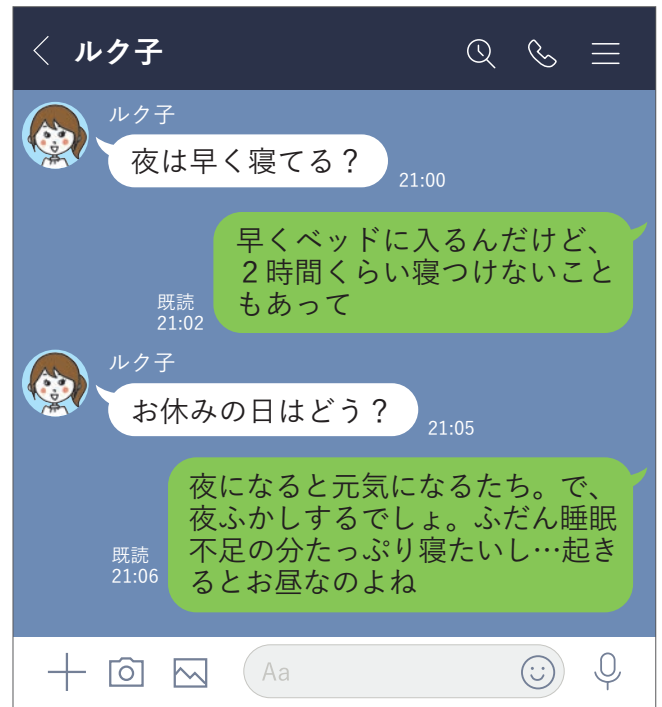 ルク子
ルク子
夜は早く寝てる？
21:00
早くベッドに入るんだけど、
２時間くらい寝つけないこと
もあって
既読
21:02
ルク子
お休みの日はどう？
21:05
夜になると元気になるたち。で、
夜ふかしするでしょ。ふだん睡眠
不足の分たっぷり寝たいし…起き
るとお昼なのよね
既読
21:06
Aa